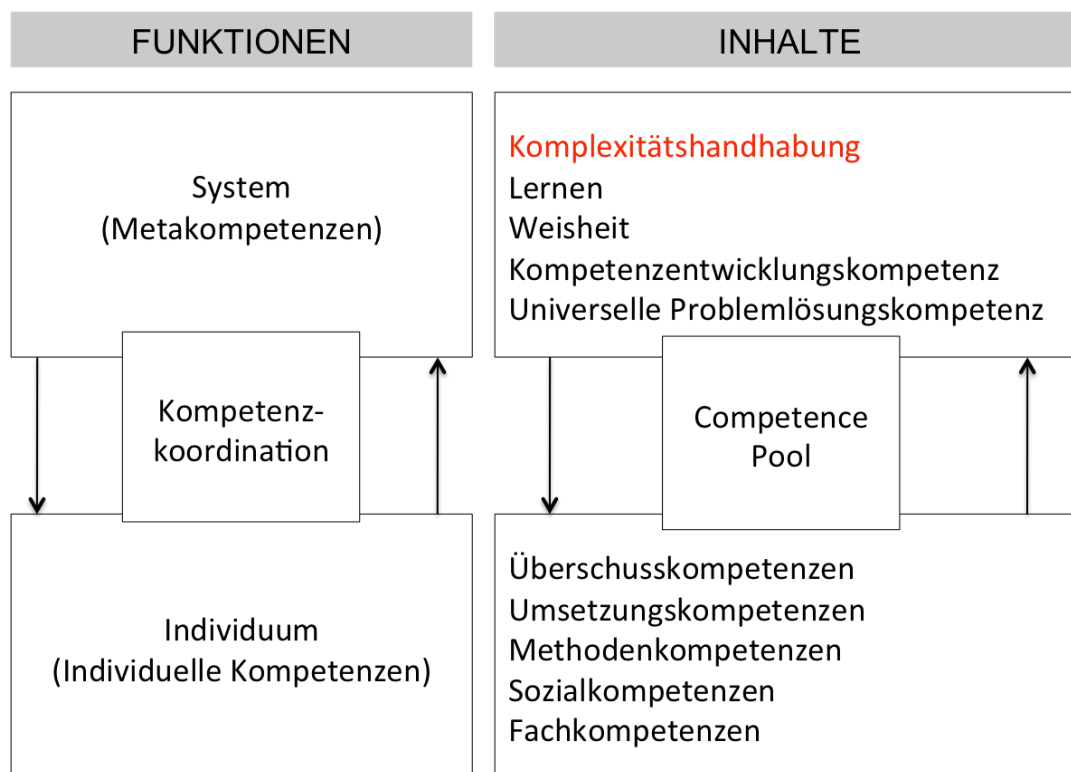 FUNKTIONEN
INHALTE
System
(Metakompetenzen)
Komplexitätshandhabung
Lernen
Weisheit
Kompetenzentwicklungskompetenz
Universelle Problemlösungskompetenz
Kompetenz-
koordination
Competence
Pool
Individuum
(Individuelle Kompetenzen)
Überschusskompetenzen
Umsetzungskompetenzen
Methodenkompetenzen
Sozialkompetenzen
Fachkompetenzen